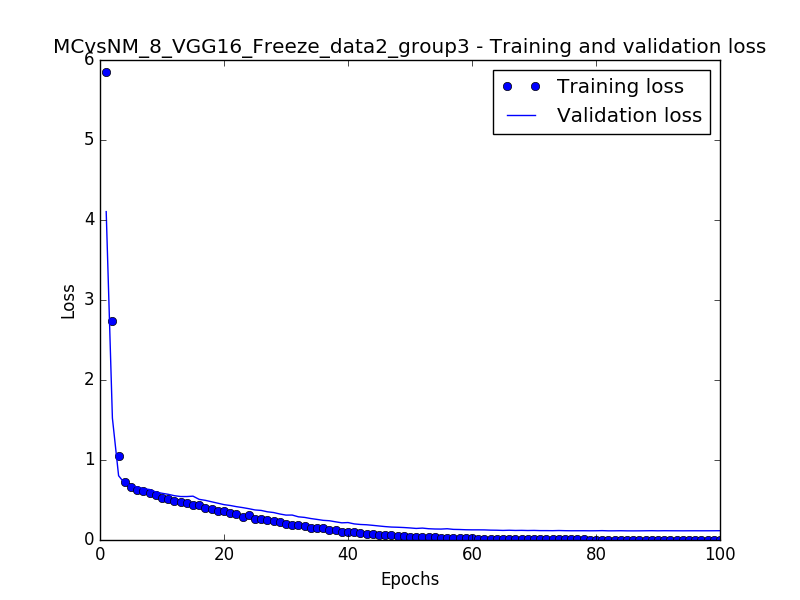 MCvsNM_8_VGG16_Freeze_data2_group3 - Training and validation loss
Training loss
Validation loss
6
5
4
3
2
1
0
Loss
0 20 40 60 80 100
Epochs